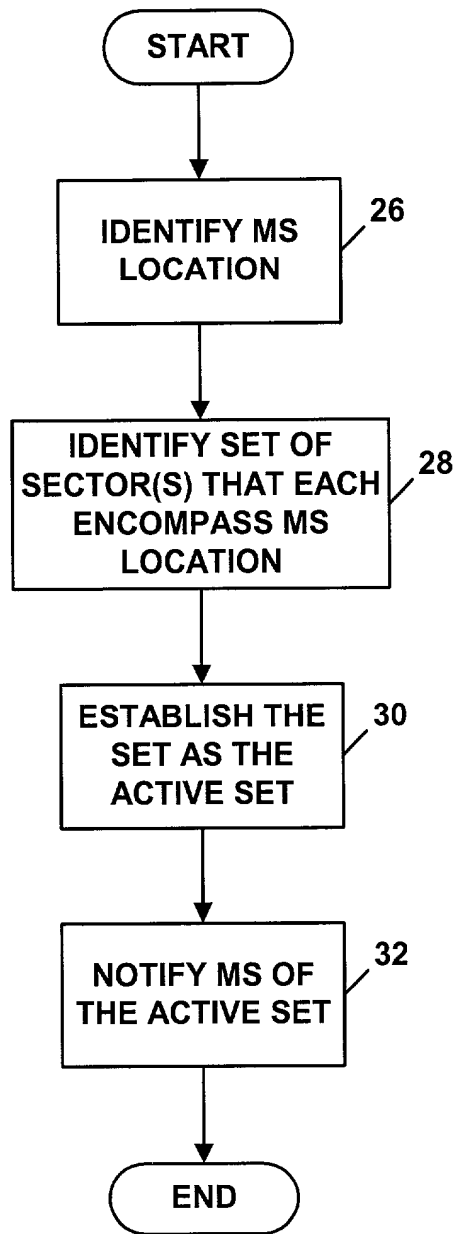 START
26
IDENTIFY MS
LOCATION
IDENTIFY SET OF
SECTOR(S) THAT EACH
ENCOMPASS MS
LOCATION
28
ESTABLISH THE
SET AS THE
ACTIVE SET
30
NOTIFY MS OF
THE ACTIVE SET
32
END